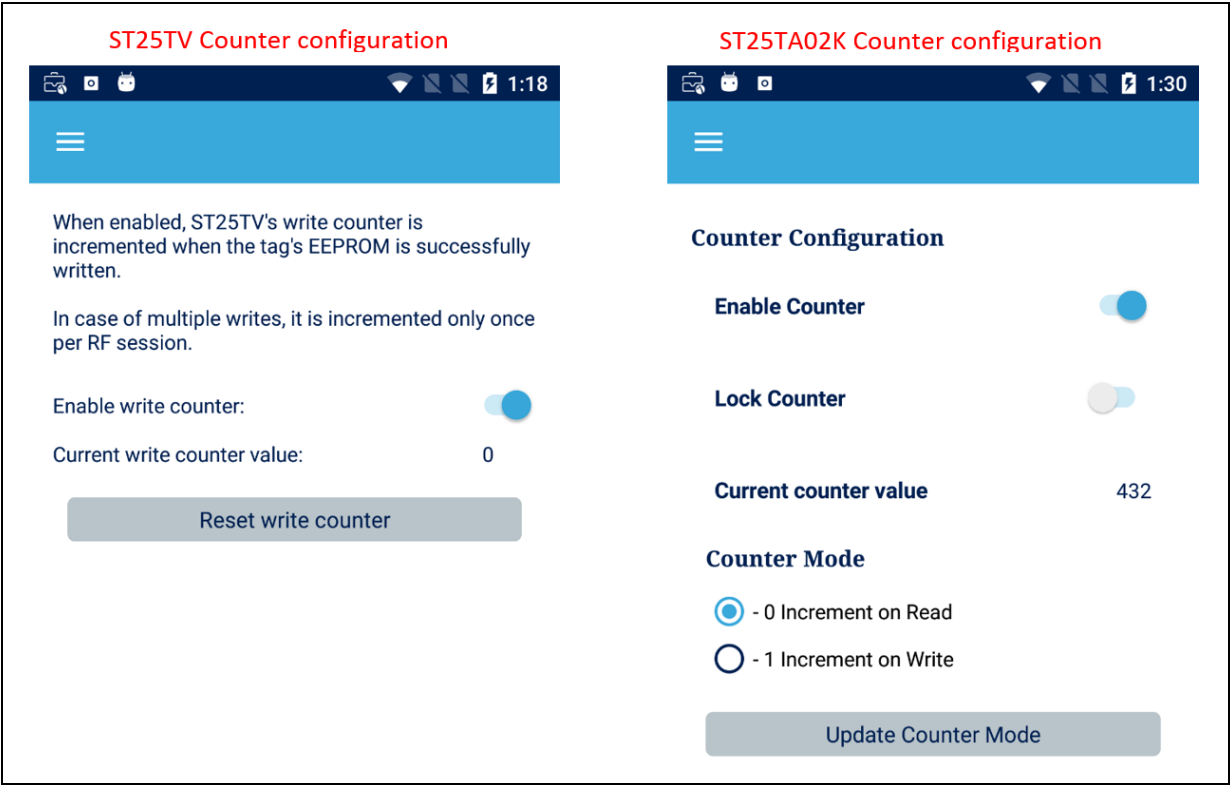 ST25TV Counter configuration
1:18
When enabled, ST25TV's write counter is
incremented when the tag's EEPROM is successfully
written.
In case of multiple writes, it is incremented only once
per RF session.
Enable write counter:
Current write counter value: 0
Reset write counter
ST25TA02K Counter configuration
1:30
Counter Configuration
Enable Counter
Lock Counter
Current counter value 432
Counter Mode
- 0 Increment on Read
- 1 Increment on Write
Update Counter Mode